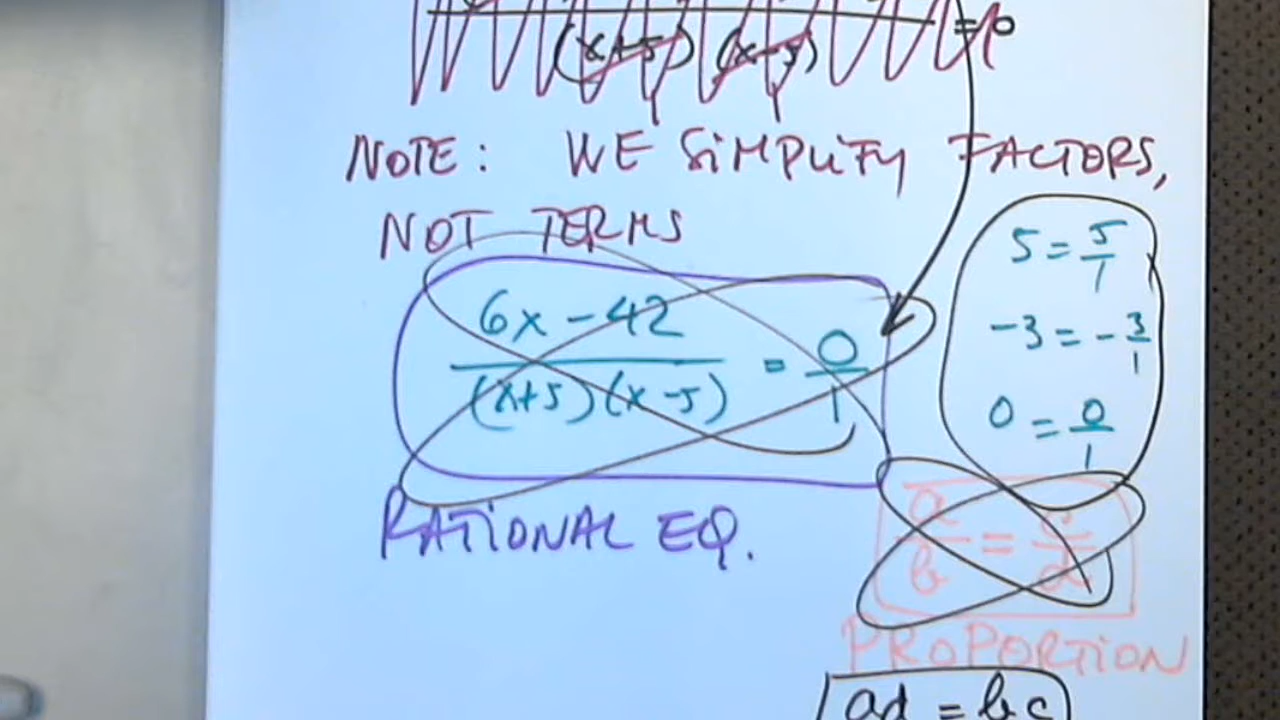 (x+5) (x-5) = 0
NOTE: WE SiMPLiFY FACTORS,
NOT TERMS
6x - 42
(x+5)(x-5) = 0/1
RATiONAL EQ.
5 = 5/1
-3 = -3/1
0 = 0/1
a/b = c/d
PROPORTiON
ad = bc